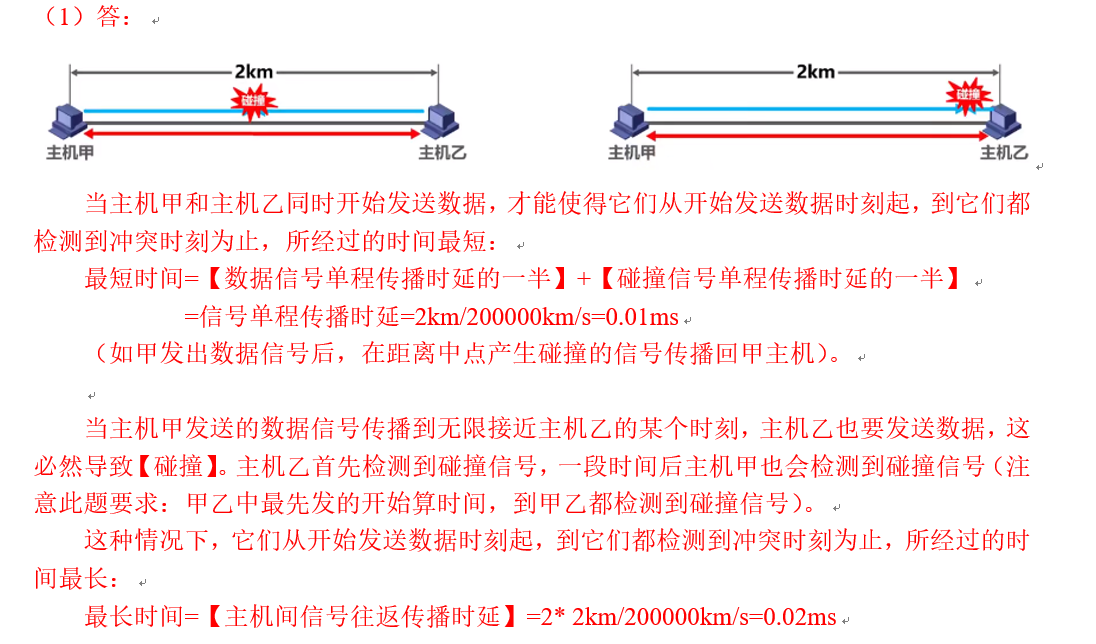 （1）答：
2km
2km
碰撞
碰撞
主机甲
主机乙
主机甲
主机乙
当主机甲和主机乙同时开始发送数据，才能使得它们从开始发送数据时刻起，到它们都
检测到冲突时刻为止，所经过的时间最短：
最短时间=【数据信号单程传播时延的一半】+【碰撞信号单程传播时延的一半】
=信号单程传播时延=2km/200000km/s=0.01ms
（如甲发出数据信号后，在距离中点产生碰撞的信号传播回甲主机）。
当主机甲发送的数据信号传播到无限接近主机乙的某个时刻，主机乙也要发送数据，这
必然导致【碰撞】。主机乙首先检测到碰撞信号，一段时间后主机甲也会检测到碰撞信号（注
意此题要求：甲乙中最先发的开始算时间，到甲乙都检测到碰撞信号）。
这种情况下，它们从开始发送数据时刻起，到它们都检测到冲突时刻为止，所经过的时
间最长：
最长时间=【主机间信号往返传播时延】=2* 2km/200000km/s=0.02ms